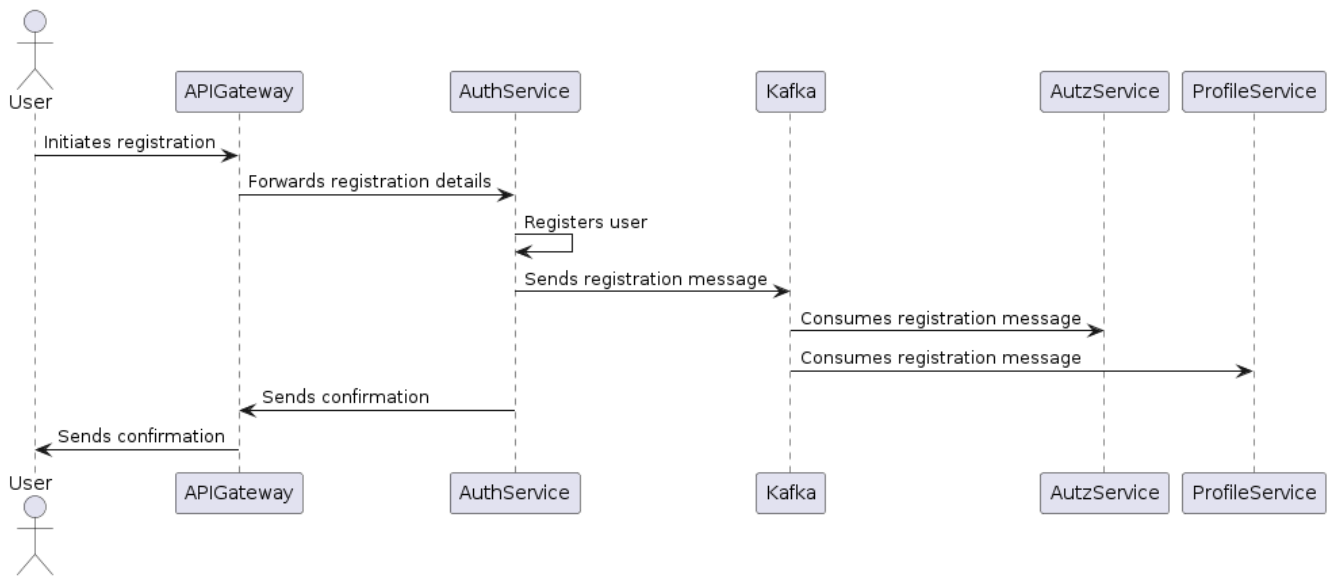 User
APIGateway
AuthService
Kafka
AutzService
ProfileService
Initiates registration
Forwards registration details
Registers user
Sends registration message
Consumes registration message
Consumes registration message
Sends confirmation
Sends confirmation
User
APIGateway
AuthService
Kafka
AutzService
ProfileService